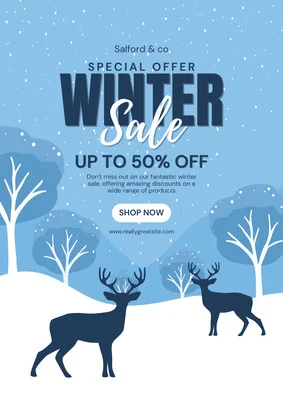 Salford & co
SPECIAL OFFER
WINTER
Sale
UP TO 50% OFF
Don't miss out on our fantastic winter
sale, offering amazing discounts on a
wide range of products
SHOP NOW
www.reallygreatsite.com